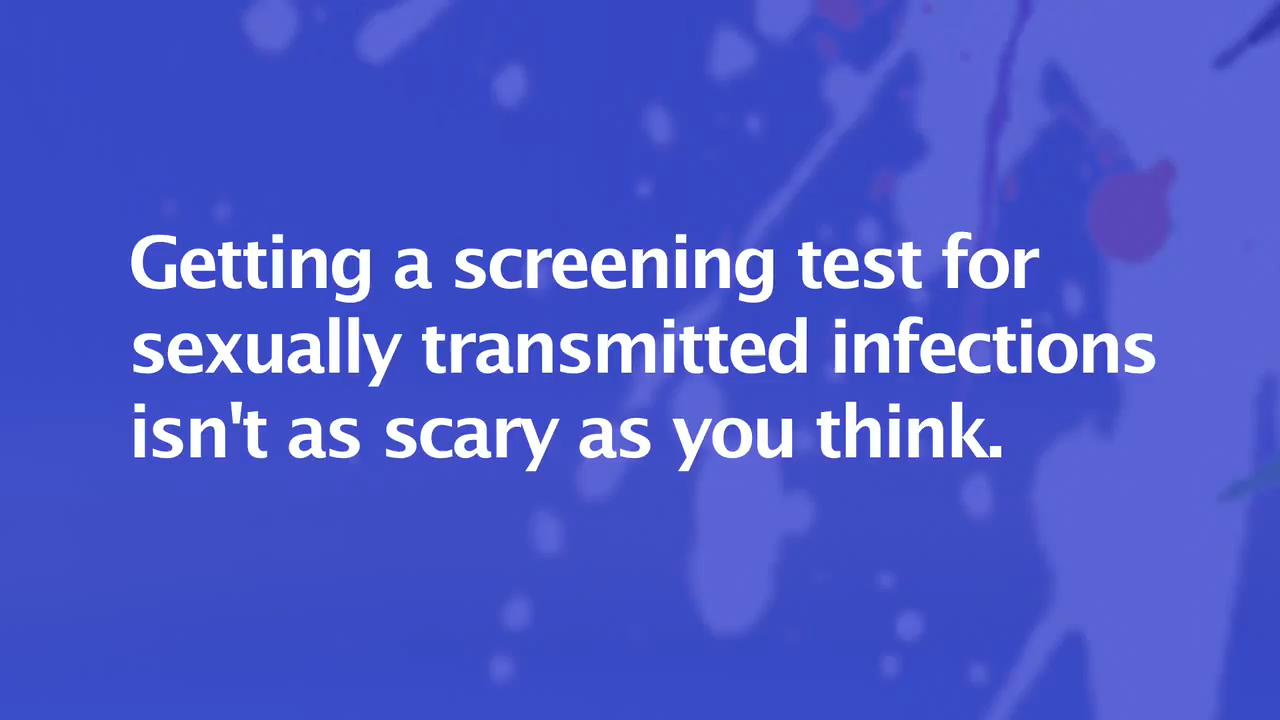 Getting a screening test for
sexually transmitted infections
isn't as scary as you think.